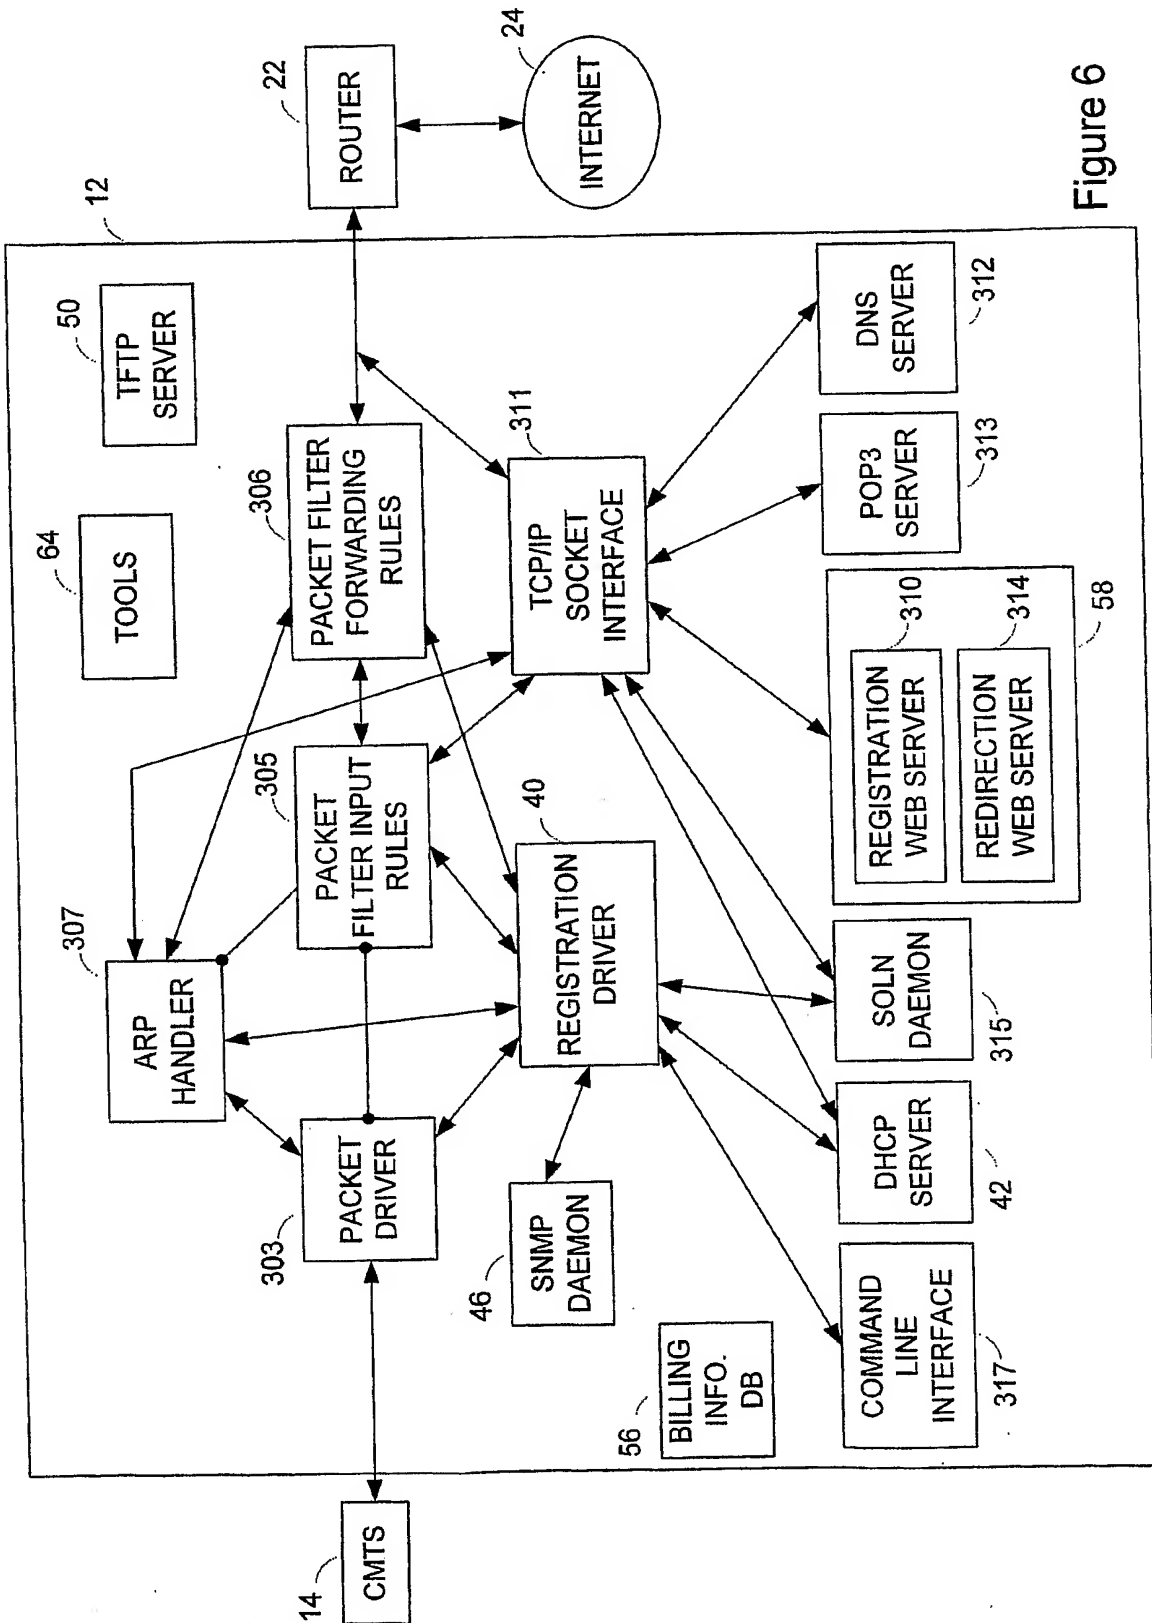 12
50
TFTP
SERVER
64
TOOLS
307
ARP
HANDLER
22
ROUTER
24
INTERNET
306
PACKET FILTER
FORWARDING
RULES
305
PACKET
FILTER INPUT
RULES
303
PACKET
DRIVER
14
CMTS
311
TCP/IP
SOCKET
INTERFACE
40
REGISTRATION
DRIVER
46
SNMP
DAEMON
56
BILLING
INFO.
DB
COMMAND
LINE
INTERFACE
317
DHCP
SERVER
42
SOLN
DAEMON
315
REGISTRATION
WEB SERVER
310
REDIRECTION
WEB SERVER
314
58
POP3
SERVER
313
DNS
SERVER
312
Figure 6